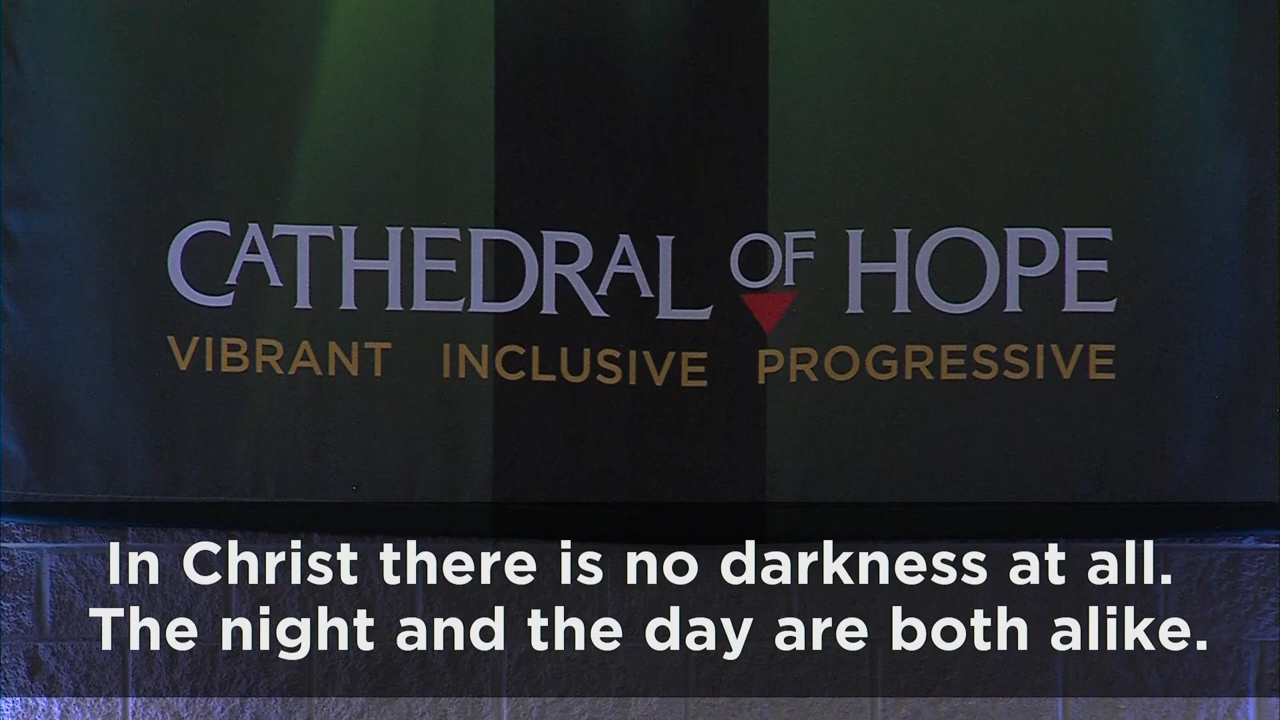 CATHEDRAL OF HOPE
VIBRANT INCLUSIVE PROGRESSIVE
In Christ there is no darkness at all.
The night and the day are both alike.